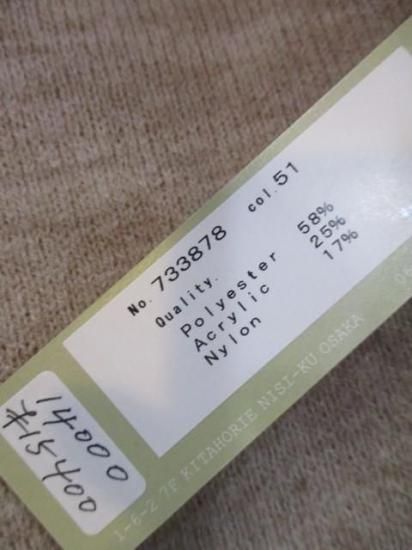 No. 733878 col. 51
Quality.
Polyester 58%
Acrylic 25%
Nylon 17%
1-6-2 7F KITAHORIE NISI-KU OSAKA
14000